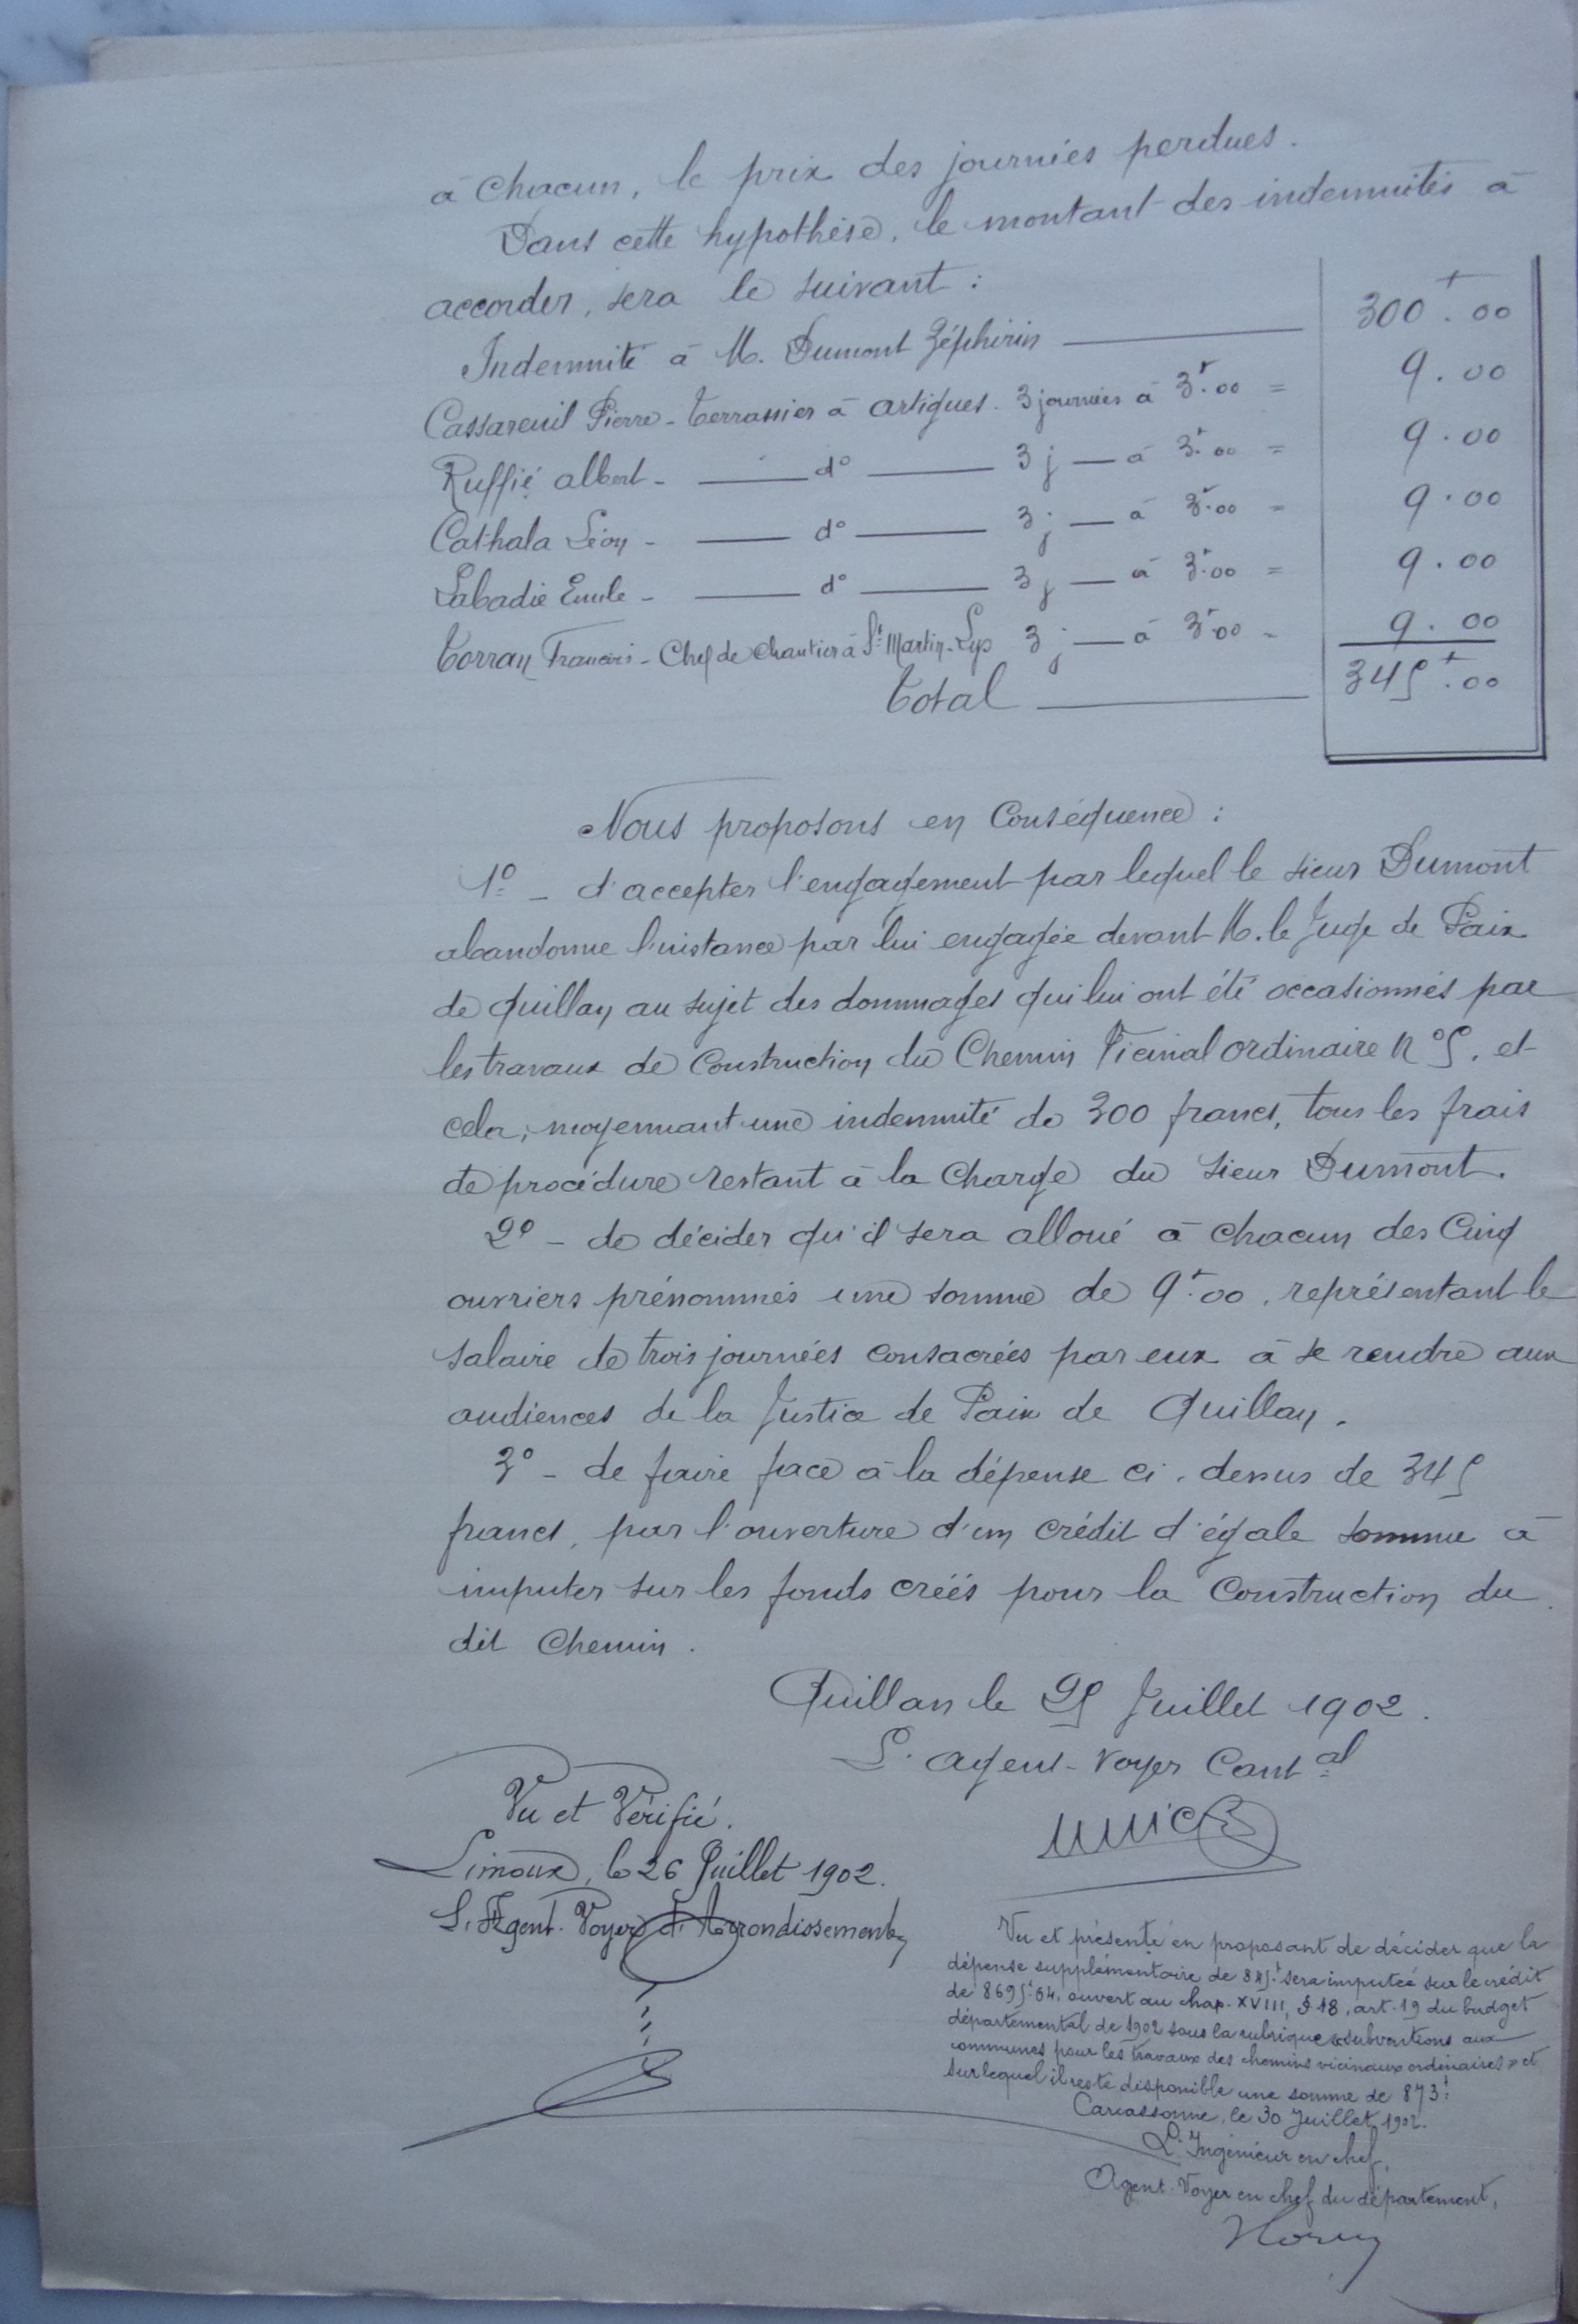 à chacun, le prix des journées perdues.
Dans cette hypothèse, le montant des indemnités à
accorder, sera le suivant :
Indemnité à M. Dumont Zéphirin — 300f.00
Cassareuil Pierre - terrassier à Artigues. 3 journées à 3f.00 = 9.00
Ruffié Albert - — d° — 3 j — à 3f.00 = 9.00
Cathala Léon - — d° — 3 j — à 3f.00 = 9.00
Labadie Emile - — d° — 3 j — à 3f.00 = 9.00
Torran Francois - Chef de chantier à St Martin-Lys 3 j — à 3f00 = 9.00
Total — 345f.00
Nous proposons en conséquence :
1° - d'accepter l'engagement par lequel le sieur Dumont
abandonne l'instance par lui engagée devant M. le Juge de Paix
de Quillan au sujet des dommages qui lui ont été occasionnés par
les travaux de construction du Chemin Vicinal ordinaire N°5, et
cela, moyennant une indemnité de 300 francs, tous les frais
de procédure restant à la charge du sieur Dumont.
2° - de décider qu'il sera alloué à chacun des cinq
ouvriers prénommés une somme de 9f.00, représentant le
salaire de trois journées consacrées par eux à se rendre aux
audiences de la Justice de Paix de Quillan.
3° - de faire face à la dépense ci-dessus de 345
francs, par l'ouverture d'un crédit d'égale somme à
imputer sur les fonds créés pour la construction du
dit chemin.
Quillan le 25 Juillet 1902.
L'agent-voyer Cantal
Vu et Vérifié.
Limoux, le 26 Juillet 1902.
L'Agent-Voyer d'Arrondissement,
Vu et présenté en proposant de décider que la
dépense supplémentaire de sera imputée sur le crédit
de 8695f.04, ouvert au chap. XVIII, § 18, art. 19 du budget
départemental de 1902 sous la rubrique « Subventions aux
communes pour les travaux des chemins vicinaux ordinaires » et
sur lequel il reste disponible une somme de 873f.
Carcassonne, le 30 Juillet 1902.
L'Ingénieur en chef,
Agent-Voyer en chef du département,